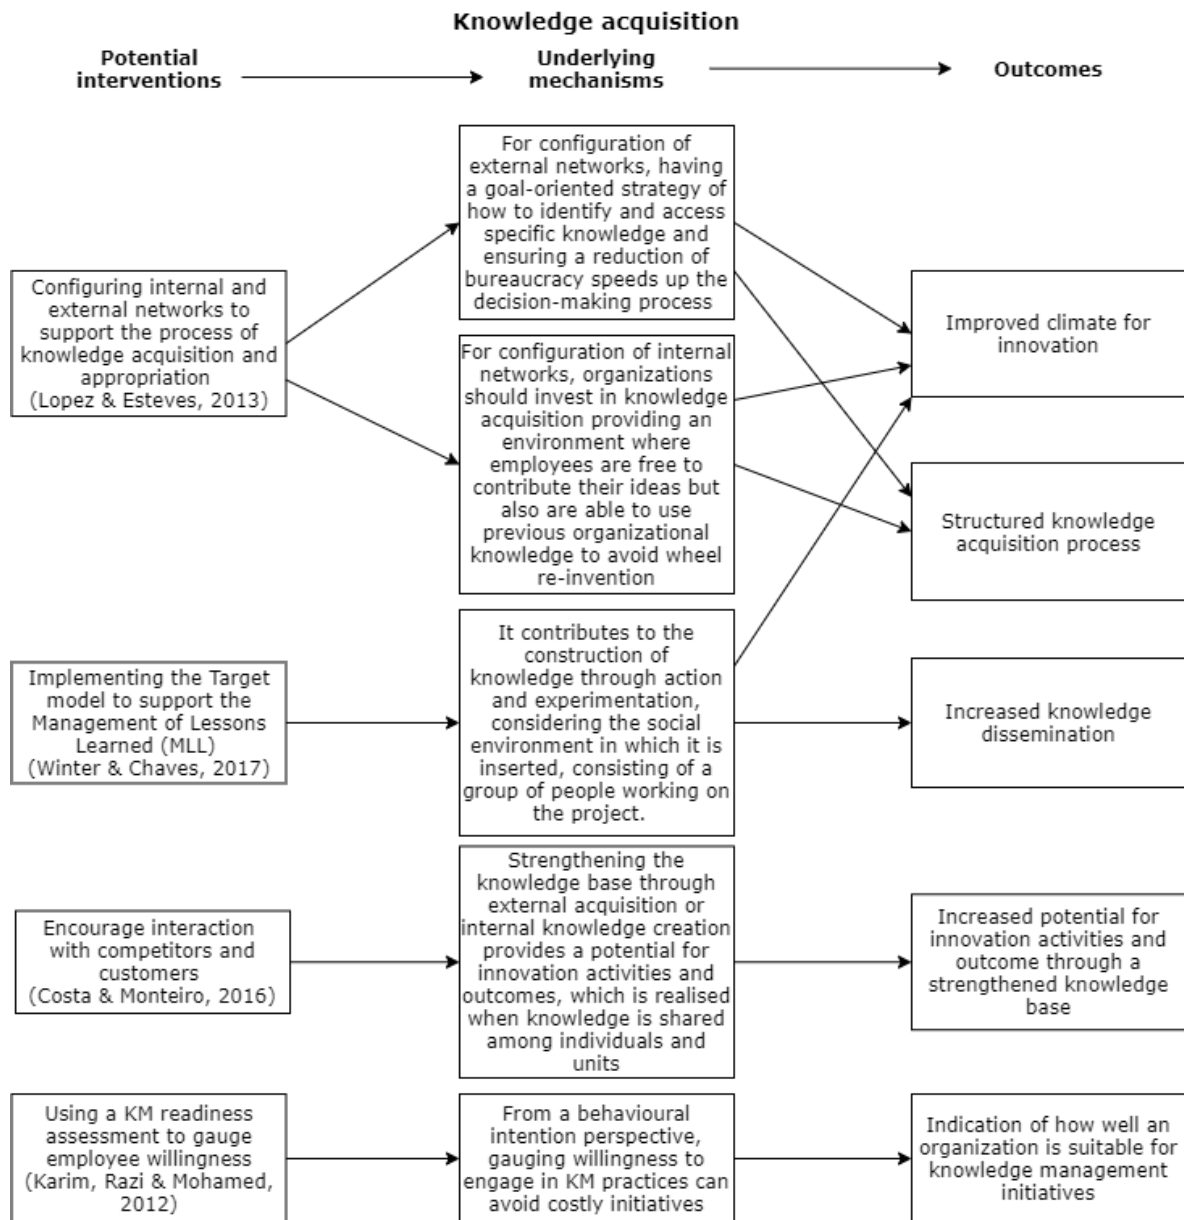 Knowledge acquisition
Potential
interventions
Underlying
mechanisms
Outcomes
Configuring internal and
external networks to
support the process of
knowledge acquisition and
appropriation
(Lopez & Esteves, 2013)
For configuration of
external networks, having
a goal-oriented strategy of
how to identify and access
specific knowledge and
ensuring a reduction of
bureaucracy speeds up the
decision-making process
For configuration of internal
networks, organizations
should invest in knowledge
acquisition providing an
environment where
employees are free to
contribute their ideas but
also are able to use
previous organizational
knowledge to avoid wheel
re-invention
Improved climate for
innovation
Structured knowledge
acquisition process
Implementing the Target
model to support the
Management of Lessons
Learned (MLL)
(Winter & Chaves, 2017)
It contributes to the
construction of
knowledge through action
and experimentation,
considering the social
environment in which it is
inserted, consisting of a
group of people working on
the project.
Increased knowledge
dissemination
Encourage interaction
with competitors and
customers
(Costa & Monteiro, 2016)
Strengthening the
knowledge base through
external acquisition or
internal knowledge creation
provides a potential for
innovation activities and
outcomes, which is realised
when knowledge is shared
among individuals and
units
Increased potential for
innovation activities and
outcome through a
strengthened knowledge
base
Using a KM readiness
assessment to gauge
employee willingness
(Karim, Razi & Mohamed,
2012)
From a behavioural
intention perspective,
gauging willingness to
engage in KM practices can
avoid costly initiatives
Indication of how well an
organization is suitable for
knowledge management
initiatives